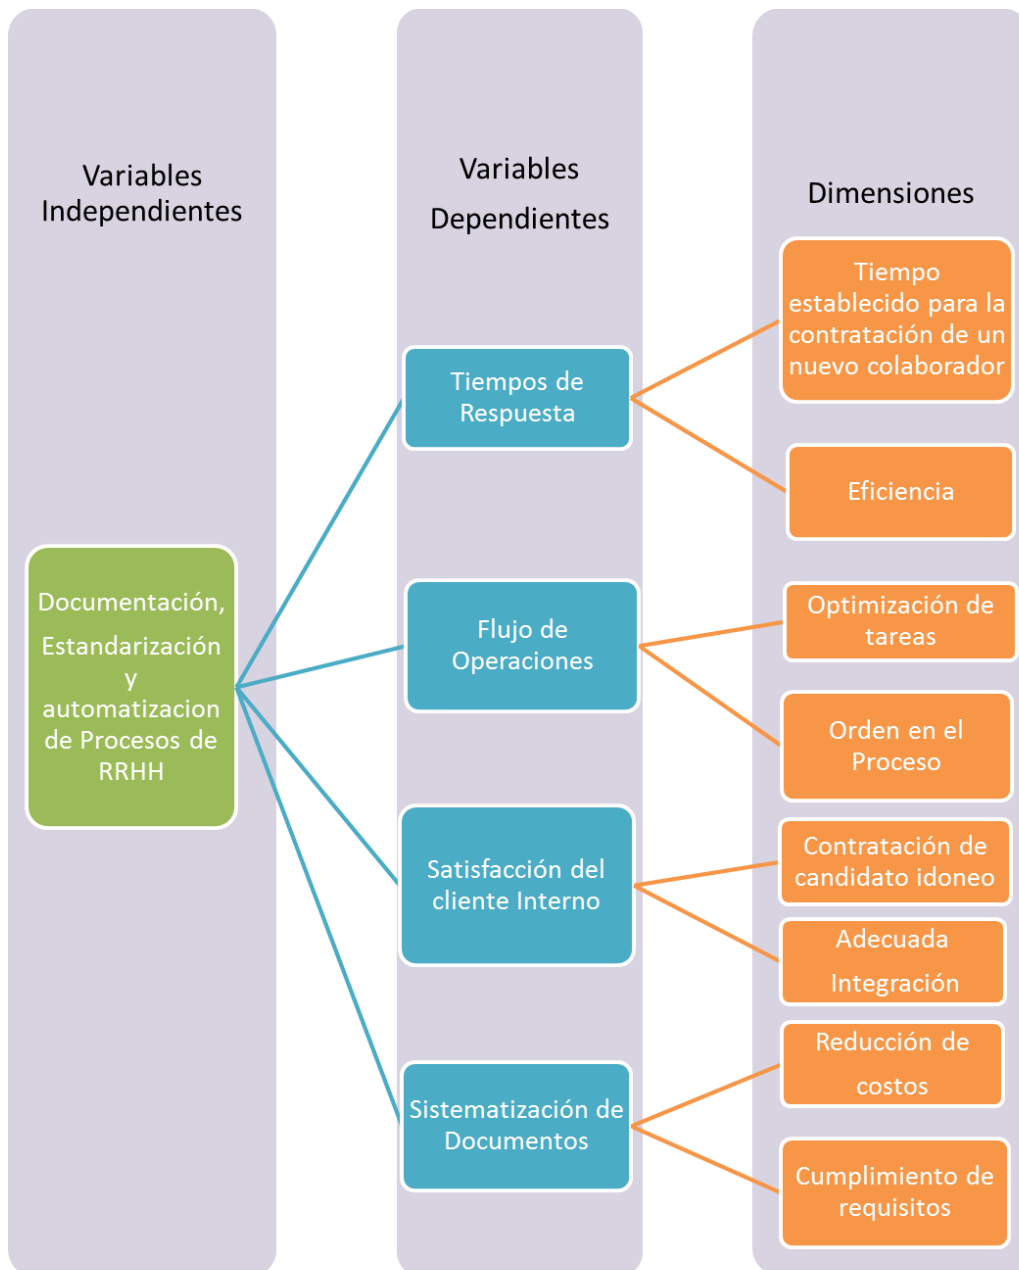 Variables
Independientes
Documentación,
Estandarización
y
automatizacion
de Procesos de
RRHH
Variables
Dependientes
Tiempos de
Respuesta
Flujo de
Operaciones
Satisfacción del
cliente Interno
Sistematización de
Documentos
Dimensiones
Tiempo
establecido para la
contratación de un
nuevo colaborador
Eficiencia
Optimización de
tareas
Orden en el
Proceso
Contratación de
candidato idoneo
Adecuada
Integración
Reducción de
costos
Cumplimiento de
requisitos